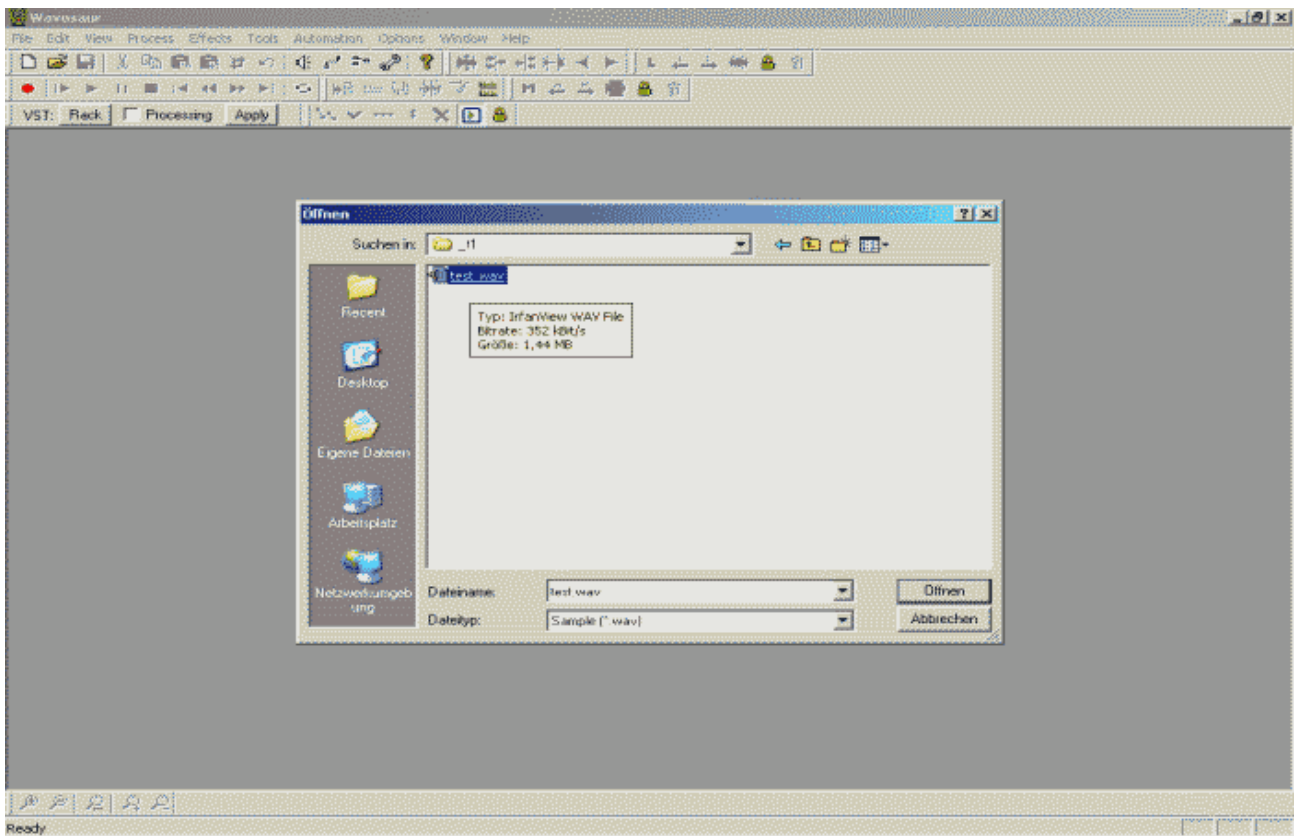 Wavosaur
File Edit View Process Effects Tools Automation Options Window Help
VST: Rack Processing Apply
Öffnen
Suchen in: _t1
test.wav
Typ: IrfanView WAV File
Bitrate: 352 kBit/s
Größe: 1,44 MB
Recent
Desktop
Eigene Dateien
Arbeitsplatz
Netzwerkumgeb
ung
Dateiname: test.wav Öffnen
Dateityp: Sample (*.wav) Abbrechen
Ready